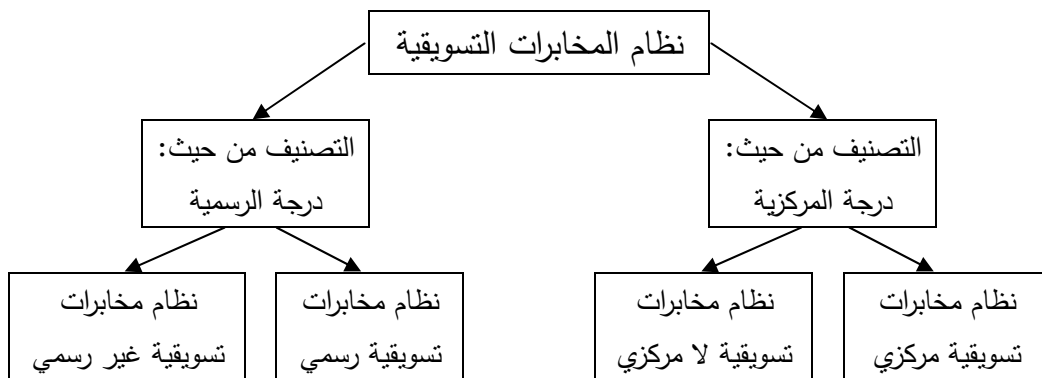 نظام المخابرات التسويقية
التصنيف من حيث:
درجة المركزية
التصنيف من حيث:
درجة الرسمية
نظام مخابرات
تسويقية مركزي
نظام مخابرات
تسويقية لا مركزي
نظام مخابرات
تسويقية رسمي
نظام مخابرات
تسويقية غير رسمي